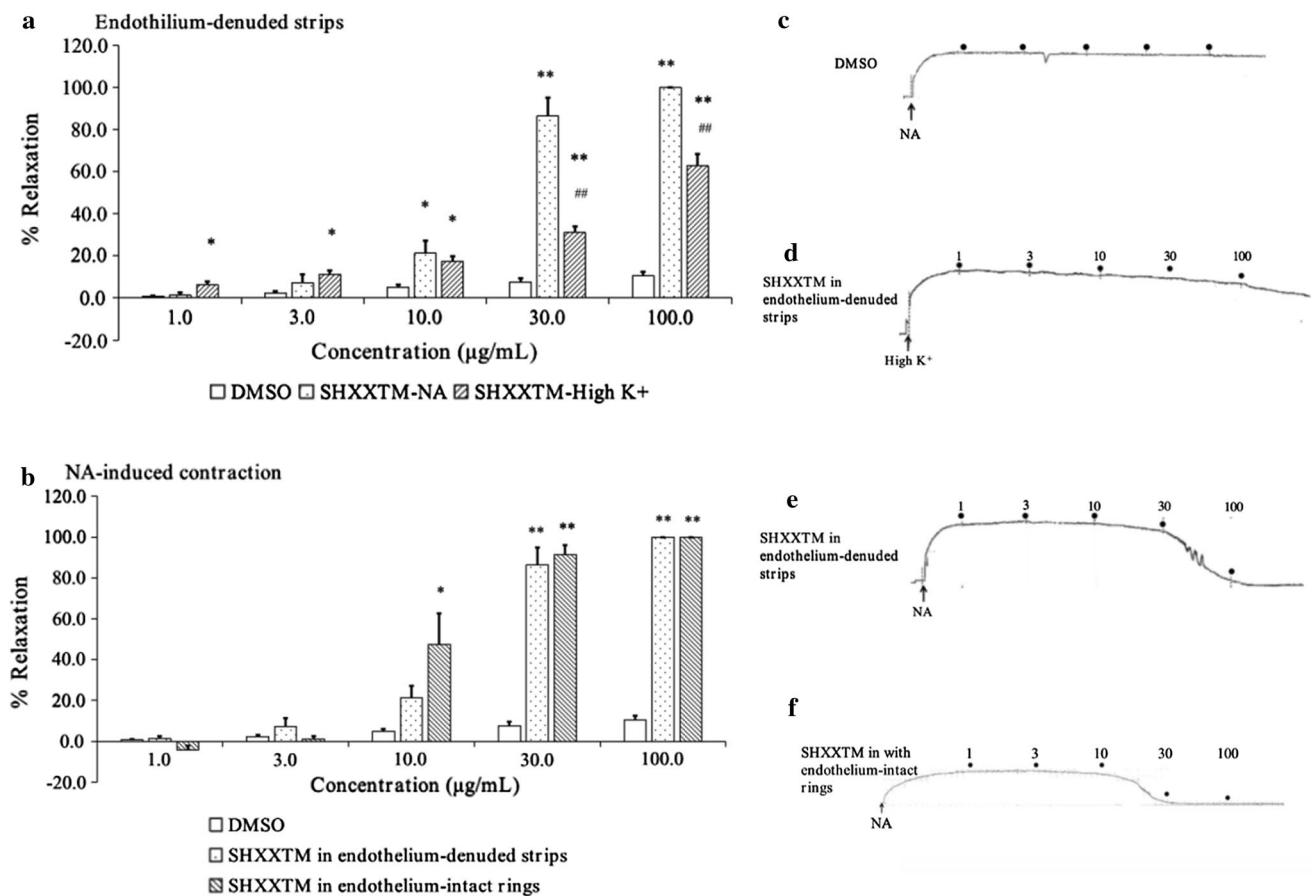 a
Endothilium-denuded strips
120.0
100.0
80.0
60.0
40.0
20.0
0.0
-20.0
% Relaxation
* * * * ** ** ## ** ** ##
1.0 3.0 10.0 30.0 100.0
Concentration (µg/mL)
DMSO SHXXTM-NA SHXXTM-High K+
b
NA-induced contraction
120.0
100.0
80.0
60.0
40.0
20.0
0.0
-20.0
% Relaxation
* ** ** ** **
1.0 3.0 10.0 30.0 100.0
Concentration (µg/mL)
DMSO
SHXXTM in endothelium-denuded strips
SHXXTM in endothelium-intact rings
c
DMSO
NA
d
1 3 10 30 100
SHXXTM in
endothelium-denuded
strips
High K⁺
e
1 3 10 30 100
SHXXTM in
endothelium-denuded
strips
NA
f
1 3 10 30 100
SHXXTM in with
endothelium-intact
rings
NA